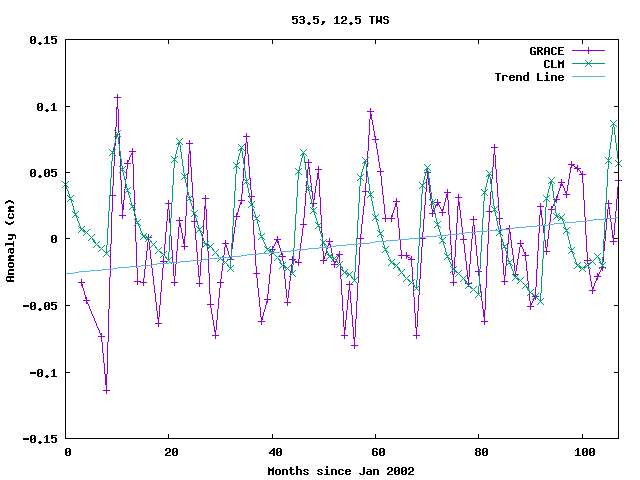 53.5, 12.5 TWS
GRACE
CLM
Trend Line
0.15
0.1
0.05
0
-0.05
-0.1
-0.15
Anomaly (cm)
0 20 40 60 80 100
Months since Jan 2002